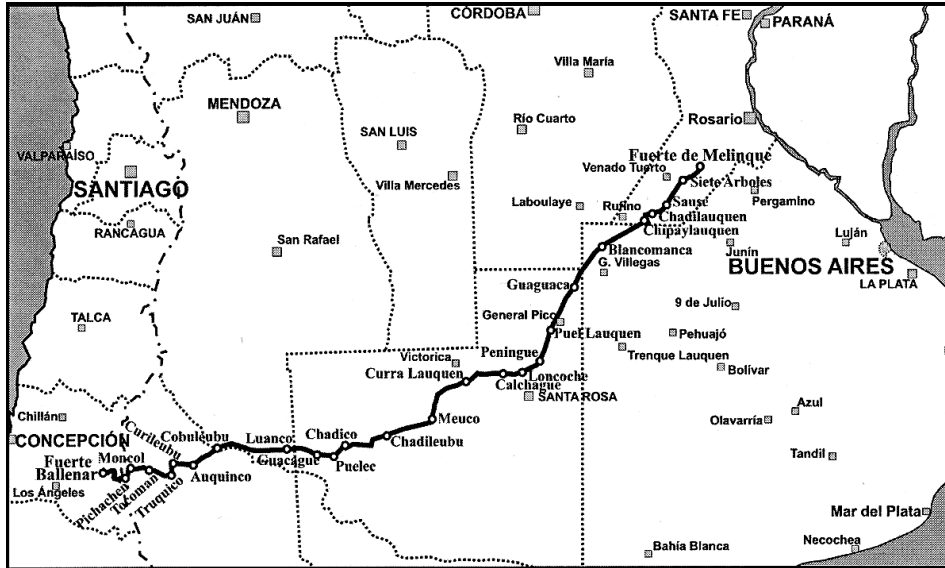 SAN JUÁN
CÓRDOBA
SANTA FE
PARANÁ
Villa María
MENDOZA
SAN LUIS
Río Cuarto
Rosario
VALPARAÍSO
SANTIAGO
Villa Mercedes
Fuerte de Melinque
Venado Tuerto
Siete Arboles
Pergamino
Laboulaye
Rufino
Sause
Chadilauquen
Chipaylauquen
RANCAGUA
San Rafael
Blancomanca
Junín
Luján
G. Villegas
BUENOS AIRES
LA PLATA
Guaguaca
TALCA
General Pico
Puel Lauquen
9 de Julio
Pehuajó
Trenque Lauquen
Victorica
Peningue
Curra Lauquen
Loncoche
Calchague
SANTA ROSA
Bolívar
Chillán
Meuco
Olavarría
Azul
CONCEPCIÓN
Curileubu
Cobuleubu
Luanco
Chadico
Chadileubu
Fuerte
Ballenar
Moncol
Guacague
Puelec
Tandil
Los Ángeles
Pichachen
Tocoman
Truquico
Auquinco
Mar del Plata
Bahía Blanca
Necochea